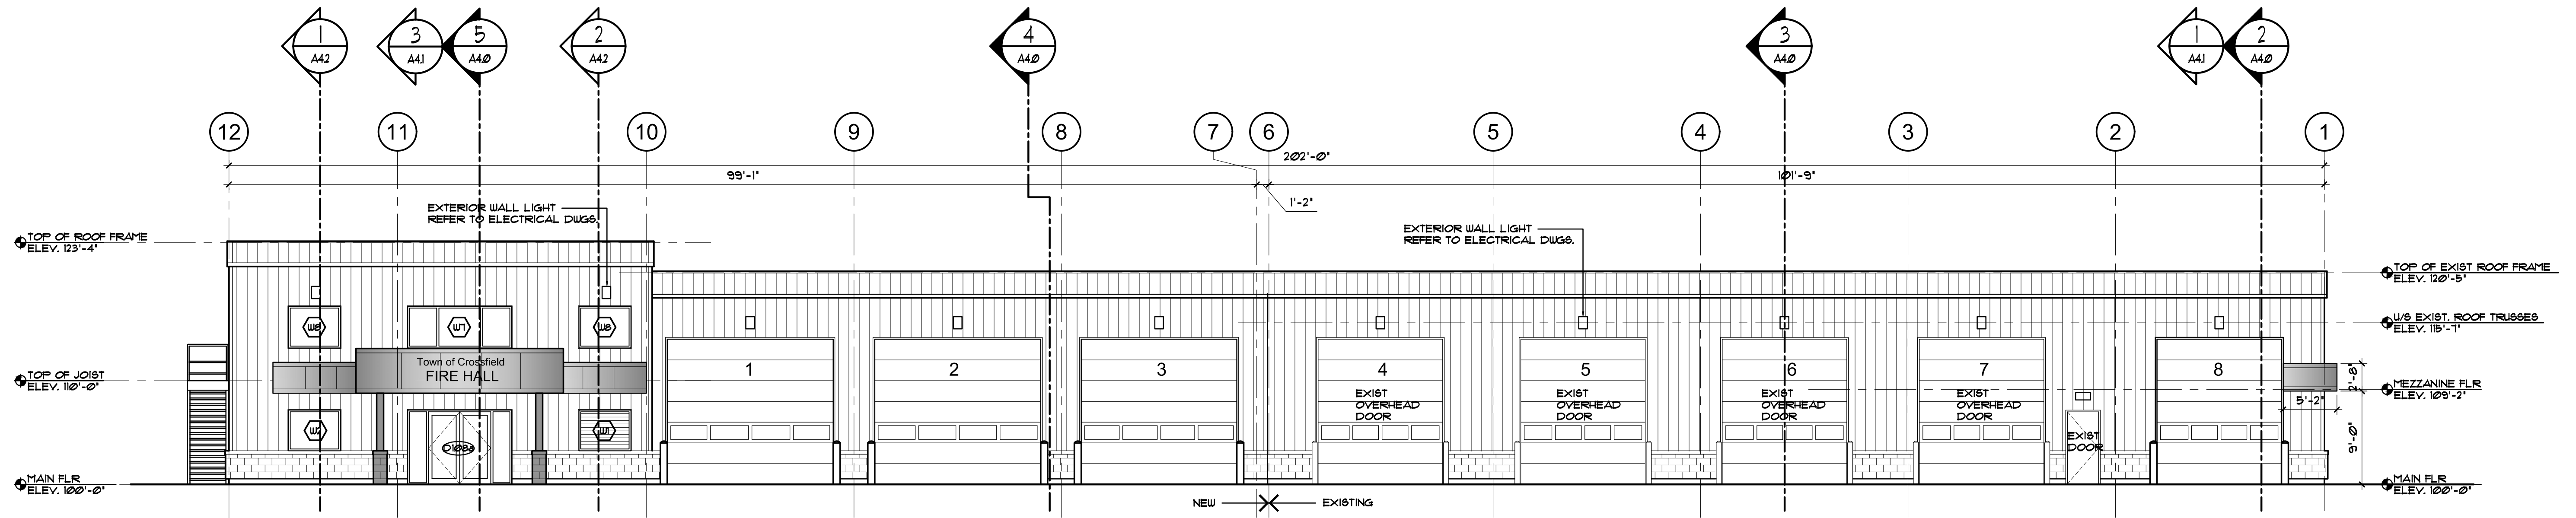 1
A4.2
3
A4.1
5
A4.0
2
A4.2
4
A4.0
3
A4.0
1
A4.1
2
A4.0
12
11
10
9
8
7
6
5
4
3
2
1
202'-0"
99'-1"
101'-9"
1'-2"
EXTERIOR WALL LIGHT
REFER TO ELECTRICAL DWGS.
EXTERIOR WALL LIGHT
REFER TO ELECTRICAL DWGS.
TOP OF ROOF FRAME
ELEV. 123'-4"
TOP OF EXIST ROOF FRAME
ELEV. 120'-5"
U/S EXIST. ROOF TRUSSES
ELEV. 115'-7"
W8
W7
W8
Town of Crossfield
FIRE HALL
TOP OF JOIST
ELEV. 110'-0"
1
2
3
4
EXIST
OVERHEAD
DOOR
5
EXIST
OVERHEAD
DOOR
6
EXIST
OVERHEAD
DOOR
7
EXIST
OVERHEAD
DOOR
8
2'-8"
MEZZANINE FLR
ELEV. 109'-2"
5'-2"
W2
D103a
W1
EXIST
DOOR
9'-0"
MAIN FLR
ELEV. 100'-0"
MAIN FLR
ELEV. 100'-0"
NEW
EXISTING